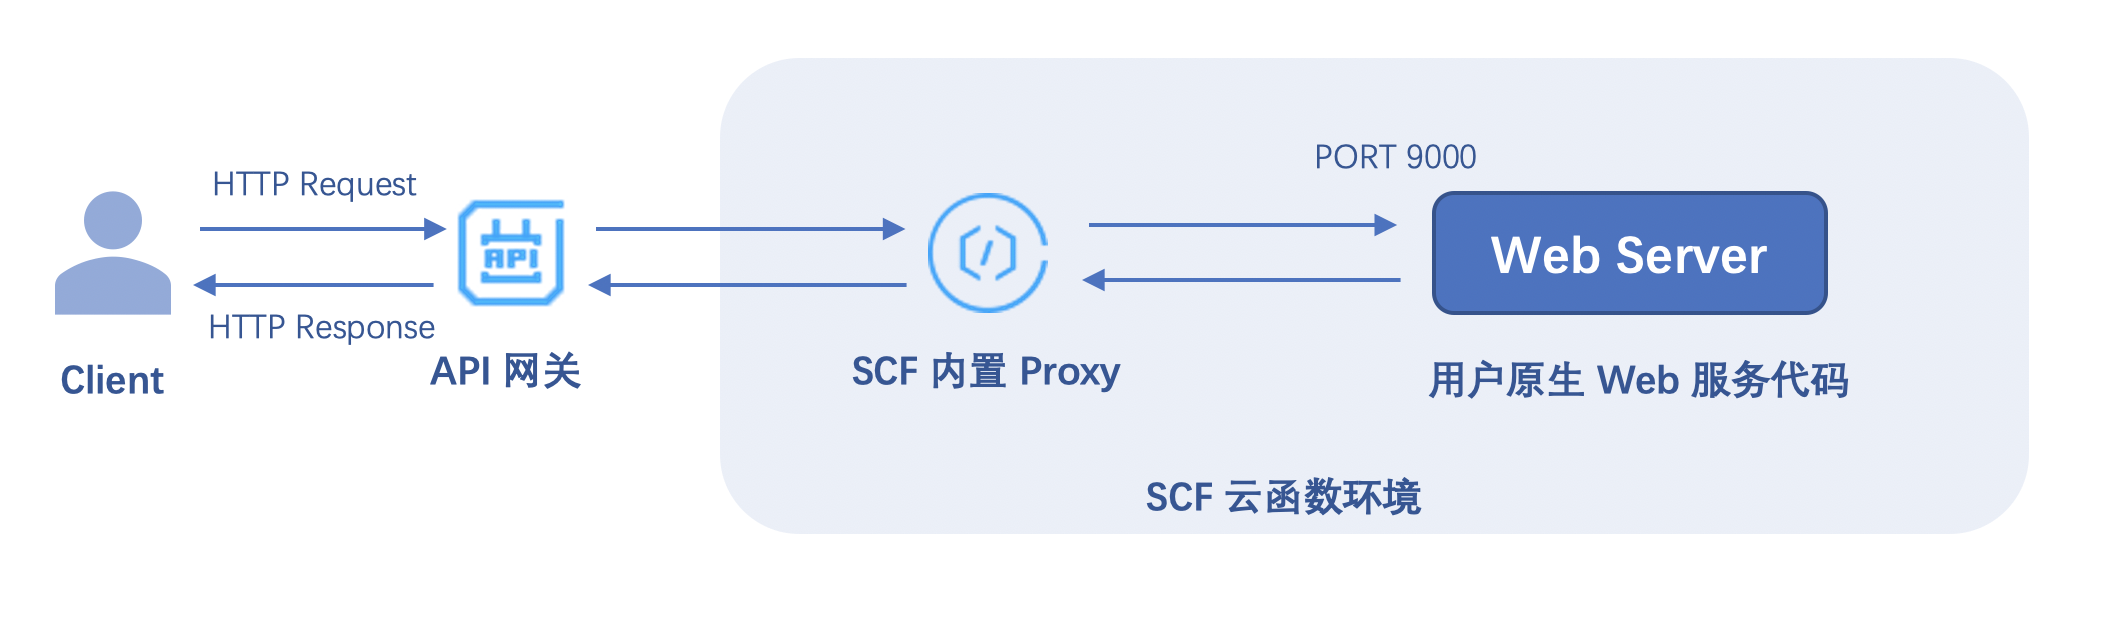 PORT 9000
HTTP Request
API
Web Server
HTTP Response
API 网关
SCF 内置 Proxy
Client
用户原生 Web 服务代码
SCF 云函数环境